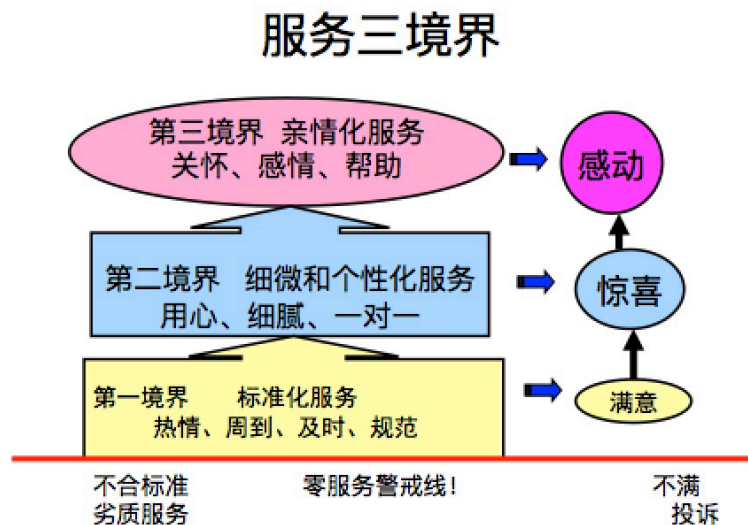 服务三境界
第三境界 亲情化服务
关怀、感情、帮助
感动
第二境界 细微和个性化服务
用心、细腻、一对一
惊喜
第一境界 标准化服务
热情、周到、及时、规范
满意
不合标准
劣质服务
零服务警戒线!
不满
投诉